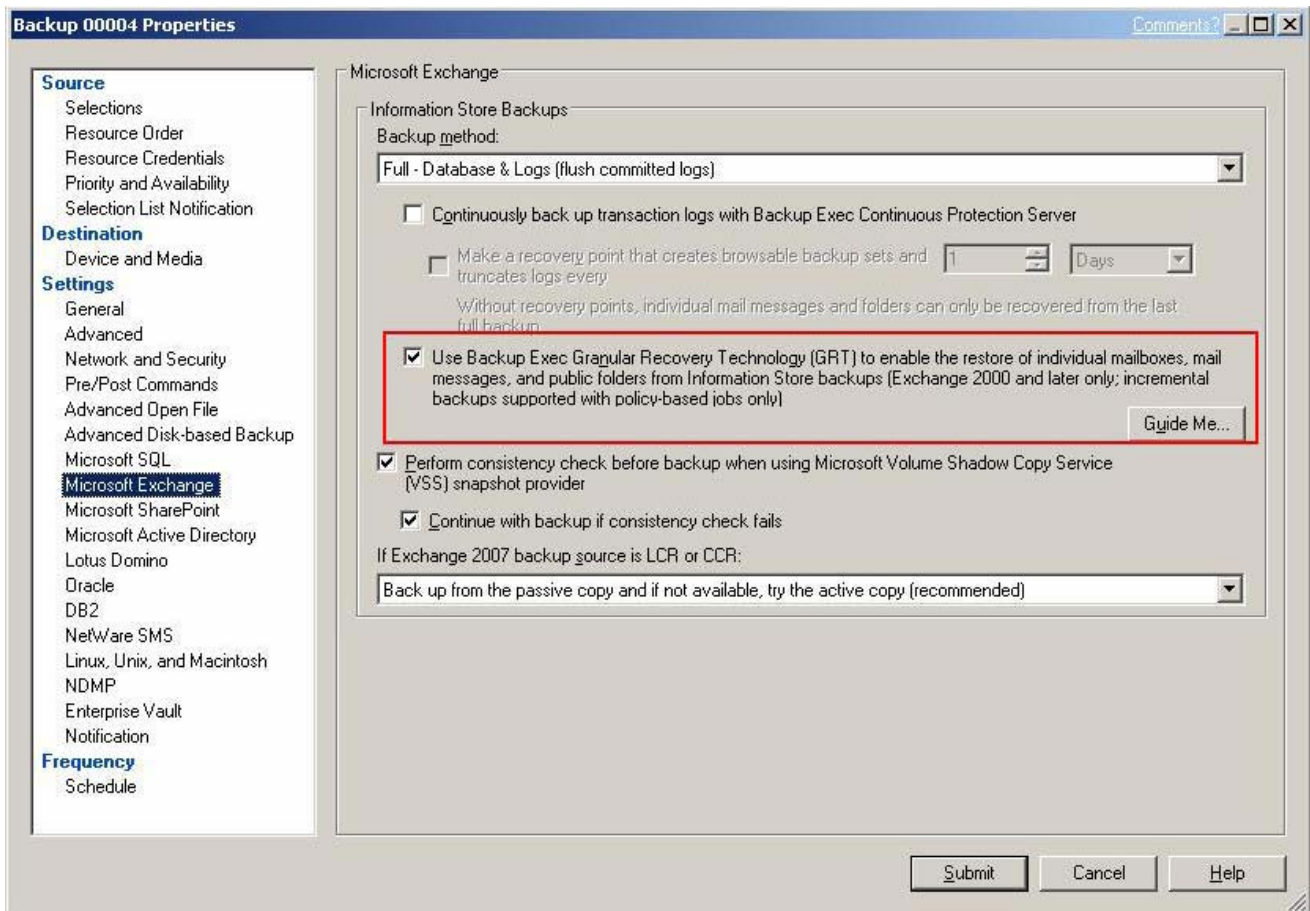 Backup 00004 Properties
Comments?
Source
Selections
Resource Order
Resource Credentials
Priority and Availability
Selection List Notification
Destination
Device and Media
Settings
General
Advanced
Network and Security
Pre/Post Commands
Advanced Open File
Advanced Disk-based Backup
Microsoft SQL
Microsoft Exchange
Microsoft SharePoint
Microsoft Active Directory
Lotus Domino
Oracle
DB2
NetWare SMS
Linux, Unix, and Macintosh
NDMP
Enterprise Vault
Notification
Frequency
Schedule
Microsoft Exchange
Information Store Backups
Backup method:
Full - Database & Logs (flush committed logs)
Continuously back up transaction logs with Backup Exec Continuous Protection Server
Make a recovery point that creates browsable backup sets and
truncates logs every
1
Days
Without recovery points, individual mail messages and folders can only be recovered from the last
full backup
Use Backup Exec Granular Recovery Technology (GRT) to enable the restore of individual mailboxes, mail
messages, and public folders from Information Store backups (Exchange 2000 and later only; incremental
backups supported with policy-based jobs only)
Guide Me...
Perform consistency check before backup when using Microsoft Volume Shadow Copy Service
(VSS) snapshot provider
Continue with backup if consistency check fails
If Exchange 2007 backup source is LCR or CCR:
Back up from the passive copy and if not available, try the active copy (recommended)
Submit
Cancel
Help